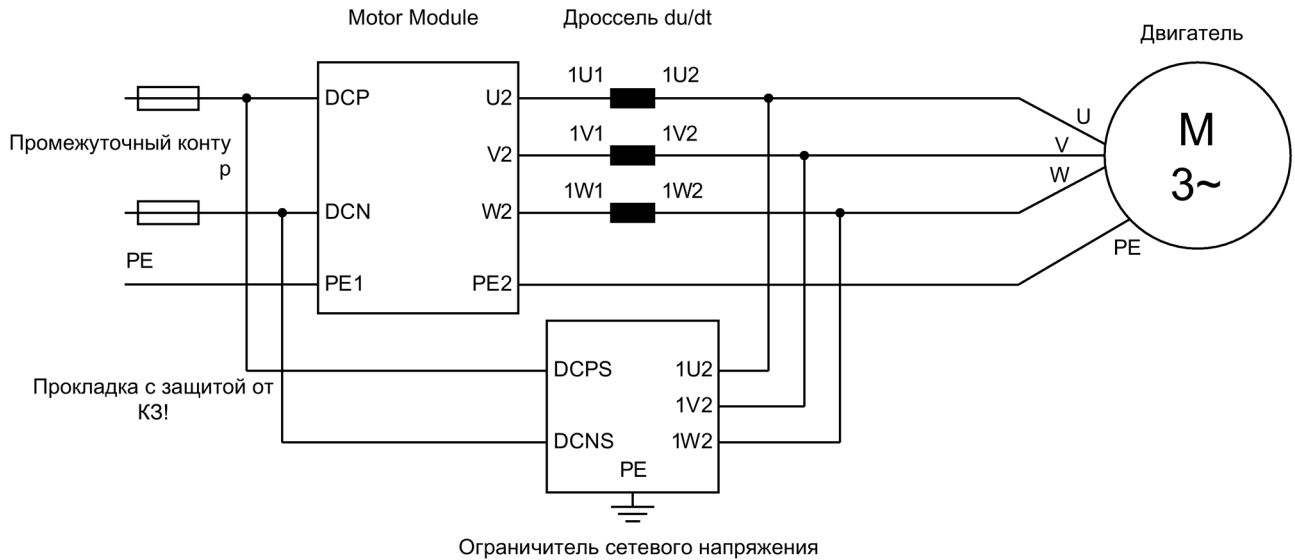 Motor Module
Дроссель du/dt
Двигатель
1U1
1U2
DCP
U2
U
Промежуточный конту
р
1V1
1V2
V2
V
M
3~
1W1
1W2
W
DCN
W2
PE
PE
PE1
PE2
DCPS
1U2
Прокладка с защитой от
КЗ!
1V2
DCNS
1W2
PE
Ограничитель сетевого напряжения